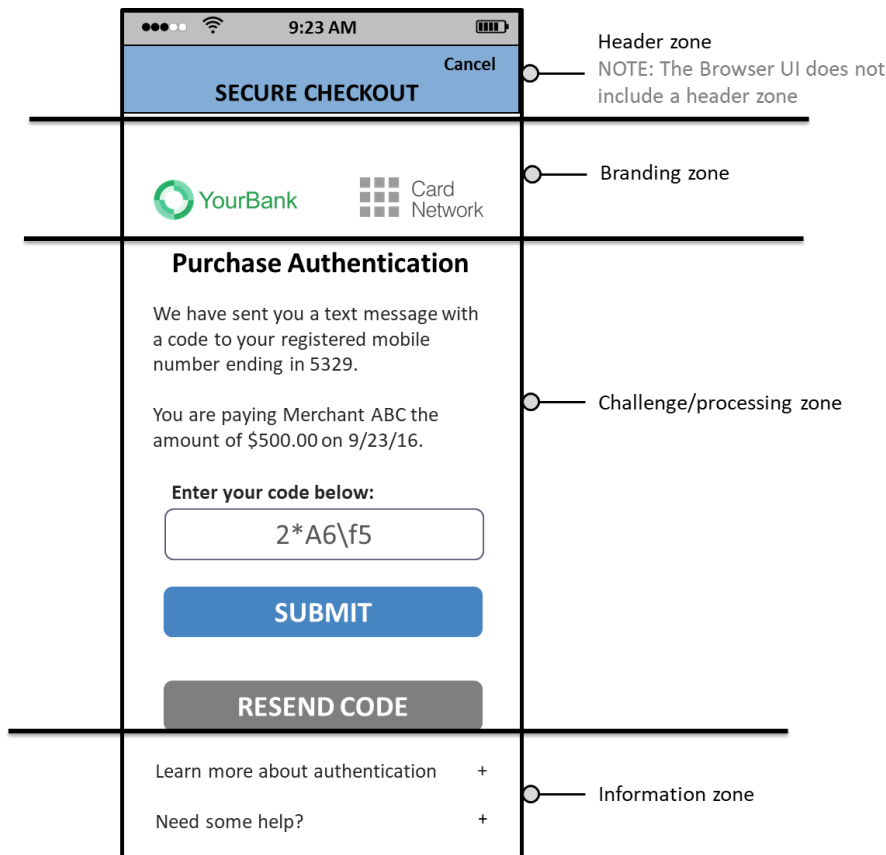 9:23 AM
Cancel
SECURE CHECKOUT
Header zone
NOTE: The Browser UI does not
include a header zone
YourBank
Card
Network
Branding zone
Purchase Authentication
We have sent you a text message with
a code to your registered mobile
number ending in 5329.
You are paying Merchant ABC the
amount of $500.00 on 9/23/16.
Challenge/processing zone
Enter your code below:
2*A6\f5
SUBMIT
RESEND CODE
Learn more about authentication +
Need some help? +
Information zone